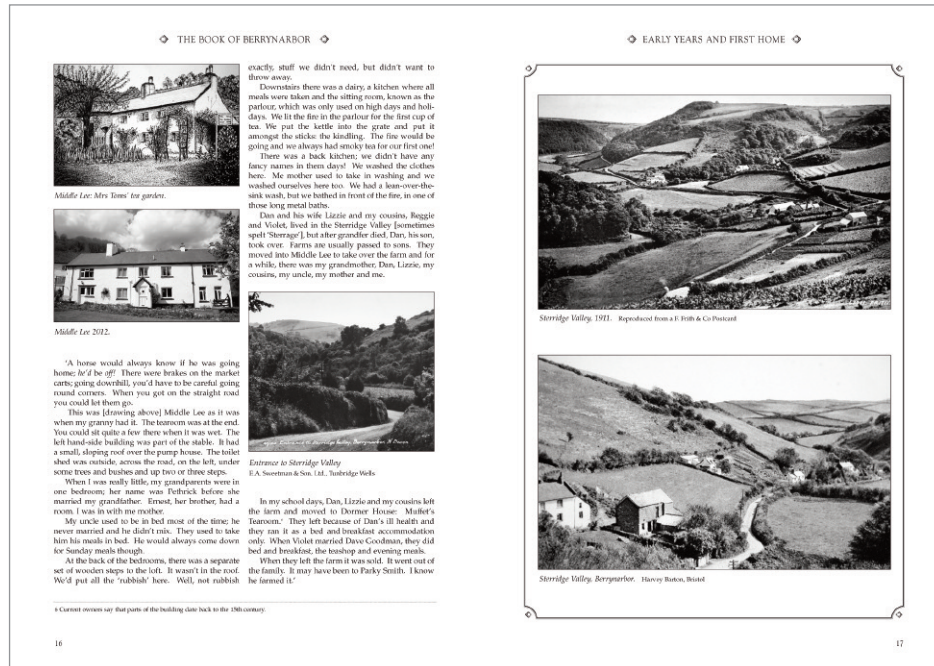 THE BOOK OF BERRYNARBOR
Middle Lee: Mrs Toms' tea garden.
Middle Lee 2012.
'A horse would always know if he was going
home; he'd be off! There were brakes on the market
carts; going downhill, you'd have to be careful going
round corners. When you got on the straight road
you could let them go.
This was [drawing above] Middle Lee as it was
when my granny had it. The tearoom was at the end.
You could sit quite a few there when it was wet. The
left hand-side building was part of the stable. It had
a small, sloping roof over the pump house. The toilet
shed was outside, across the road, on the left, under
some trees and bushes and up two or three steps.
When I was really little, my grandparents were in
one bedroom; her name was Pethrick before she
married my grandfather. Ernest, her brother, had a
room. I was in with me mother.
My uncle used to be in bed most of the time; he
never married and he didn't mix. They used to take
him his meals in bed. He would always come down
for Sunday meals though.
At the back of the bedrooms, there was a separate
set of wooden steps to the loft. It wasn't in the roof.
We'd put all the 'rubbish' here. Well, not rubbish
exactly, stuff we didn't need, but didn't want to
throw away.
Downstairs there was a dairy, a kitchen where all
meals were taken and the sitting room, known as the
parlour, which was only used on high days and holi-
days. We lit the fire in the parlour for the first cup of
tea. We put the kettle into the grate and put it
amongst the sticks: the kindling. The fire would be
going and we always had smoky tea for our first one!
There was a back kitchen; we didn't have any
fancy names in them days! We washed the clothes
here. Me mother used to take in washing and we
washed ourselves here too. We had a lean-over-the-
sink wash, but we bathed in front of the fire, in one of
those long metal baths.
Dan and his wife Lizzie and my cousins, Reggie
and Violet, lived in the Sterridge Valley [sometimes
spelt 'Sterrage'], but after grandfer died, Dan, his son,
took over. Farms are usually passed to sons. They
moved into Middle Lee to take over the farm and for
a while, there was my grandmother, Dan, Lizzie, my
cousins, my uncle, my mother and me.
Entrance to Sterridge Valley, Berrynarbor, N. Devon
Entrance to Sterridge Valley
E.A. Sweetman & Son, Ltd., Tunbridge Wells
In my school days, Dan, Lizzie and my cousins left
the farm and moved to Dormer House: Muffet's
Tearoom. They left because of Dan's ill health and
they ran it as a bed and breakfast accommodation
only. When Violet married Dave Goodman, they did
bed and breakfast, the teashop and evening meals.
When they left the farm it was sold. It went out of
the family. It may have been to Parky Smith. I know
he farmed it.'
6 Current owners say that parts of the building date back to the 15th century.
16
EARLY YEARS AND FIRST HOME
Sterridge Valley, 1911. Reproduced from a F. Frith & Co Postcard
Sterridge Valley, Berrynarbor. Harvey Barton, Bristol
17